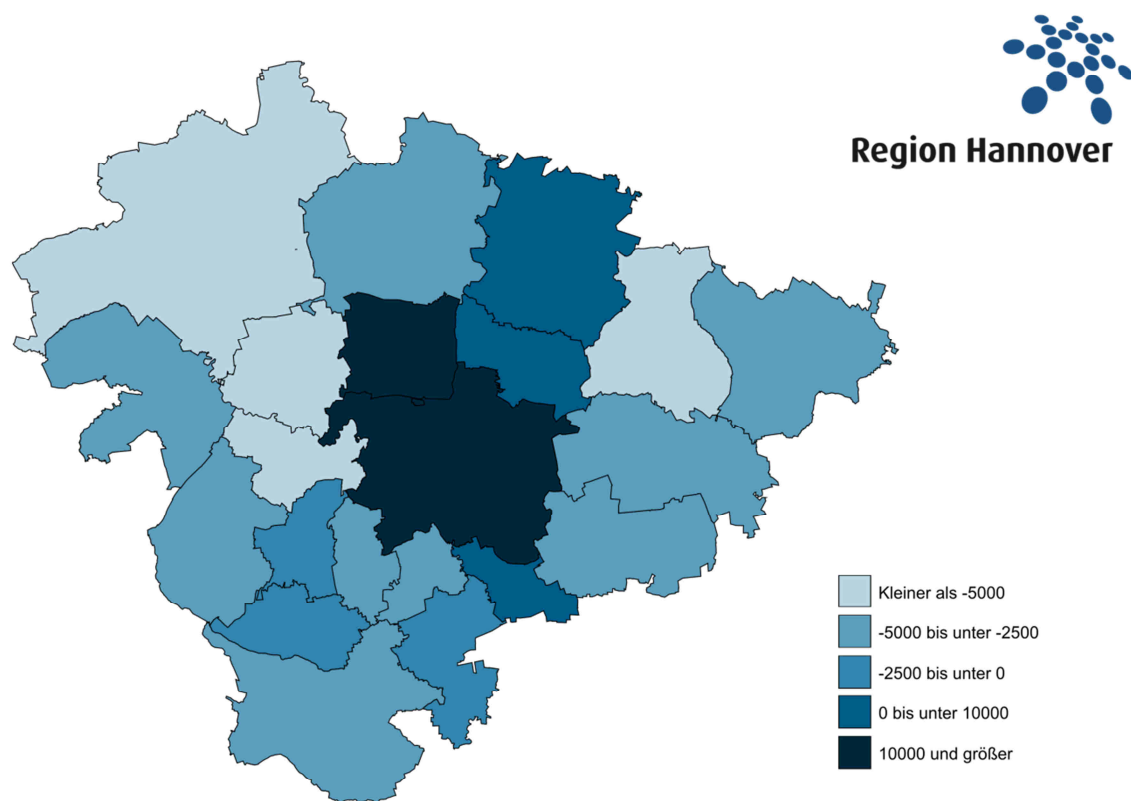 Region Hannover
Kleiner als -5000
-5000 bis unter -2500
-2500 bis unter 0
0 bis unter 10000
10000 und größer